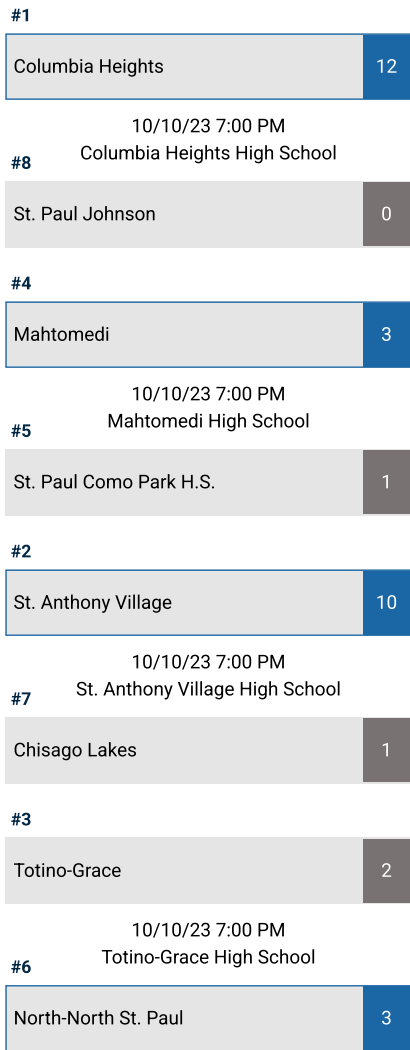 #1
Columbia Heights 12
10/10/23 7:00 PM
Columbia Heights High School
#8
St. Paul Johnson 0
#4
Mahtomedi 3
10/10/23 7:00 PM
Mahtomedi High School
#5
St. Paul Como Park H.S. 1
#2
St. Anthony Village 10
10/10/23 7:00 PM
St. Anthony Village High School
#7
Chisago Lakes 1
#3
Totino-Grace 2
10/10/23 7:00 PM
Totino-Grace High School
#6
North-North St. Paul 3